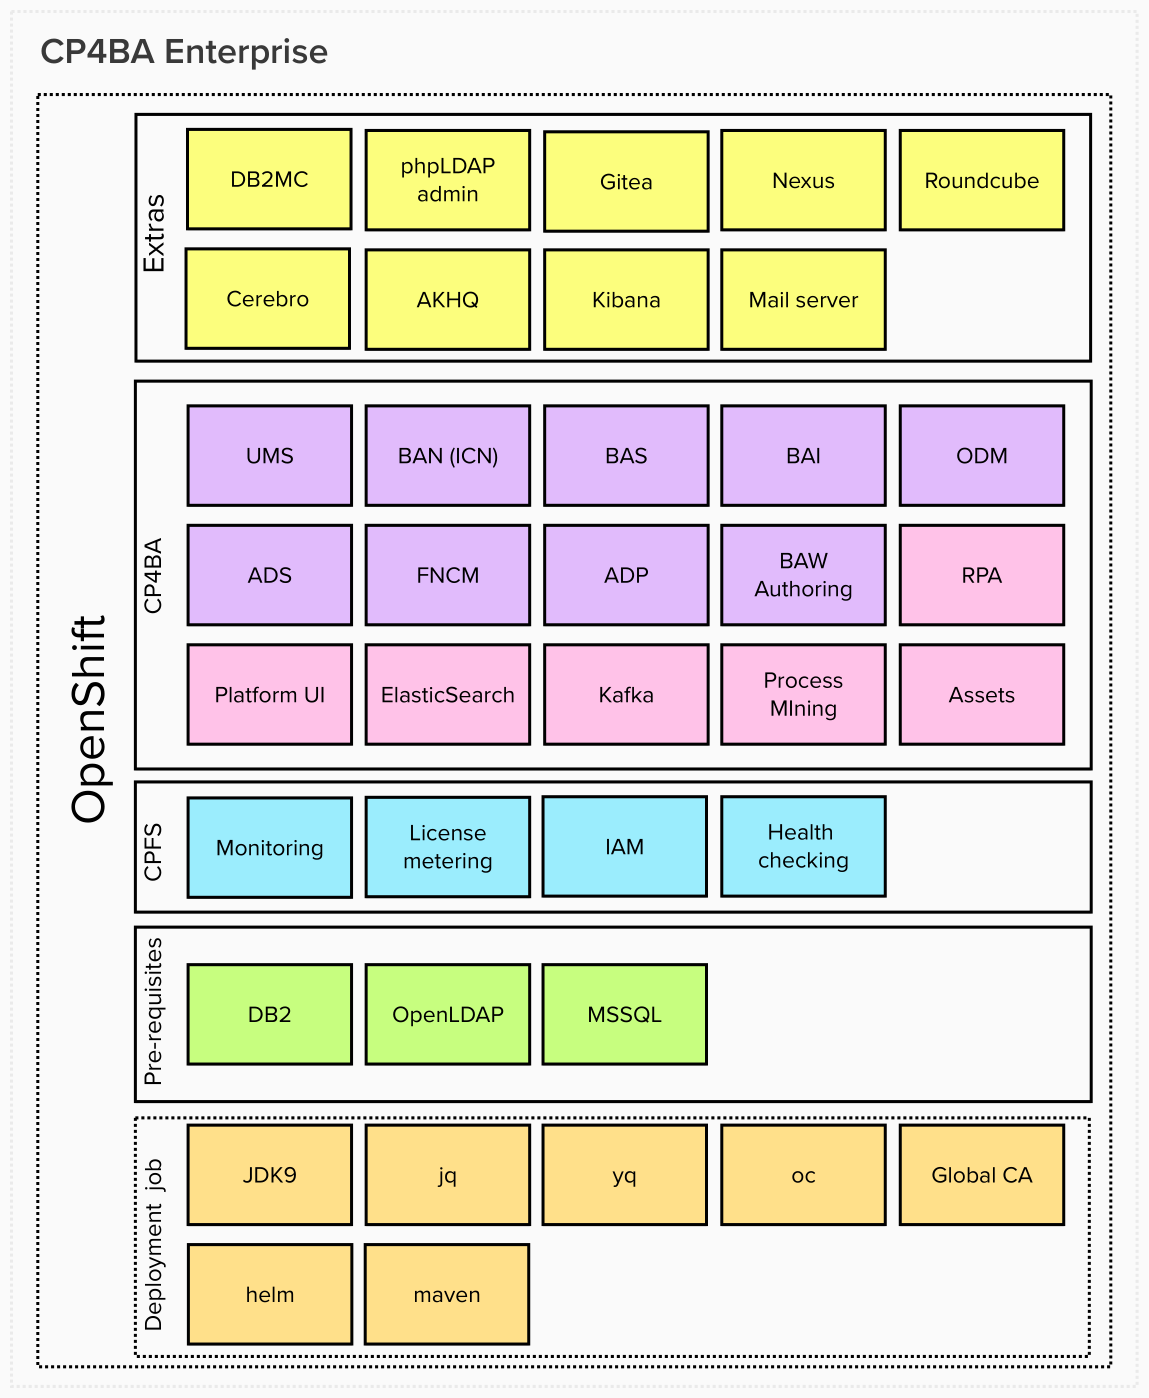 CP4BA Enterprise
OpenShift
Extras
DB2MC
phpLDAP
admin
Gitea
Nexus
Roundcube
Cerebro
AKHQ
Kibana
Mail server
CP4BA
UMS
BAN (ICN)
BAS
BAI
ODM
ADS
FNCM
ADP
BAW
Authoring
RPA
Platform UI
ElasticSearch
Kafka
Process
MIning
Assets
CPFS
Monitoring
License
metering
IAM
Health
checking
Pre-requisites
DB2
OpenLDAP
MSSQL
Deployment job
JDK9
jq
yq
oc
Global CA
helm
maven